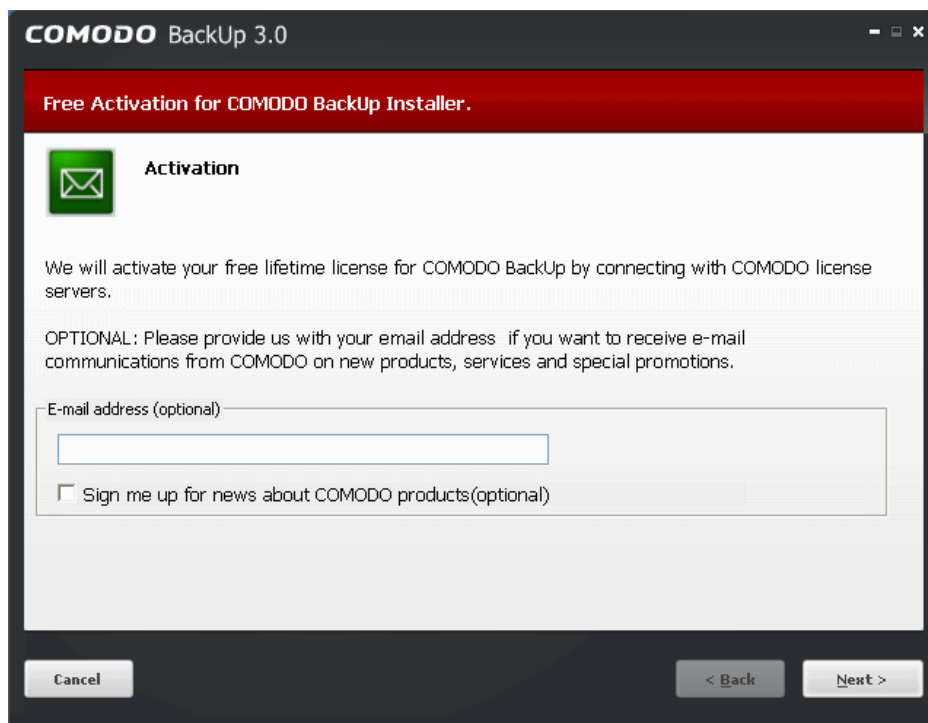 COMODO BackUp 3.0
Free Activation for COMODO BackUp Installer.
Activation
We will activate your free lifetime license for COMODO BackUp by connecting with COMODO license
servers.
OPTIONAL: Please provide us with your email address  if you want to receive e-mail
communications from COMODO on new products, services and special promotions.
E-mail address (optional)
Sign me up for news about COMODO products(optional)
Cancel
< Back
Next >